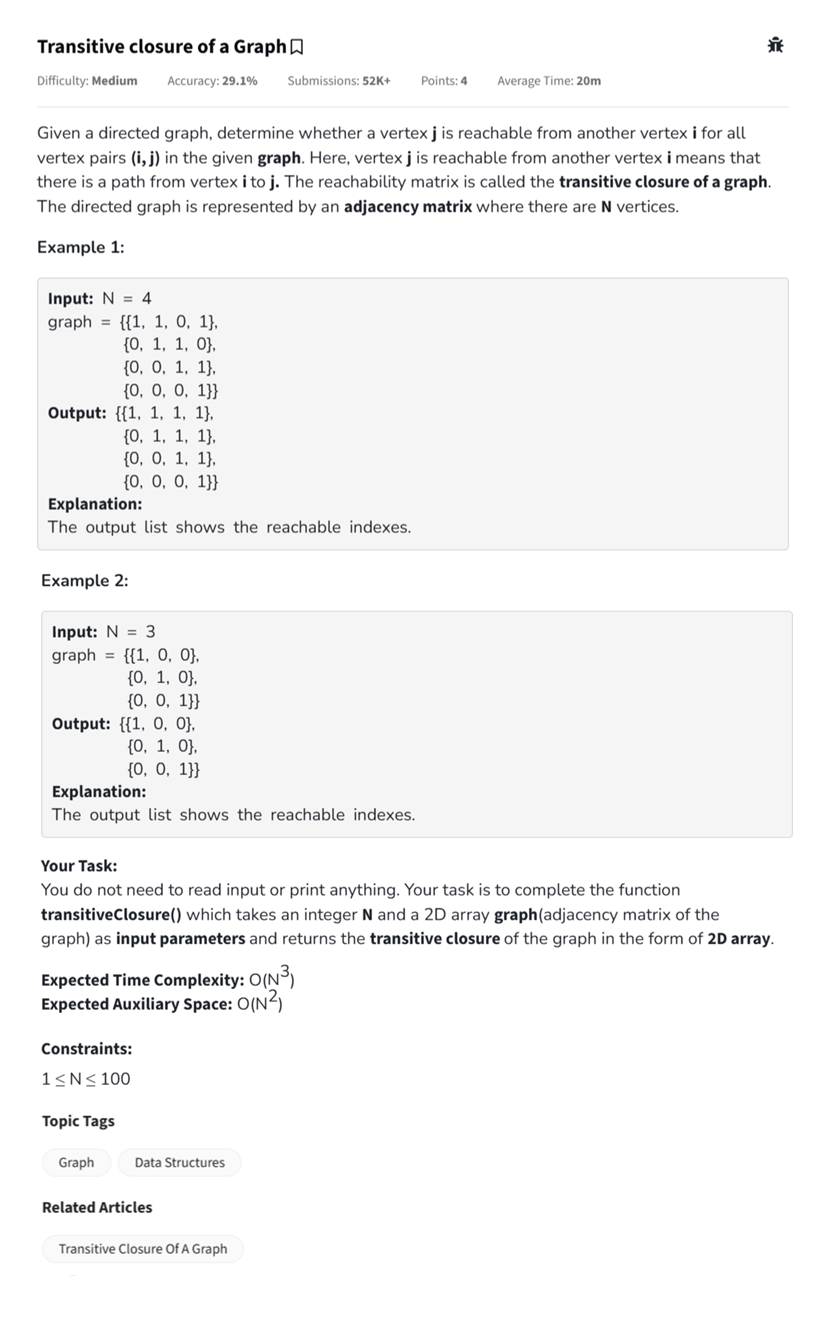 Transitive closure of a Graph
Difficulty: Medium Accuracy: 29.1% Submissions: 52K+ Points: 4 Average Time: 20m
Given a directed graph, determine whether a vertex j is reachable from another vertex i for all
vertex pairs (i, j) in the given graph. Here, vertex j is reachable from another vertex i means that
there is a path from vertex i to j. The reachability matrix is called the transitive closure of a graph.
The directed graph is represented by an adjacency matrix where there are N vertices.
Example 1:
Input: N = 4
graph = {{1, 1, 0, 1},
{0, 1, 1, 0},
{0, 0, 1, 1},
{0, 0, 0, 1}}
Output: {{1, 1, 1, 1},
{0, 1, 1, 1},
{0, 0, 1, 1},
{0, 0, 0, 1}}
Explanation:
The output list shows the reachable indexes.
Example 2:
Input: N = 3
graph = {{1, 0, 0},
{0, 1, 0},
{0, 0, 1}}
Output: {{1, 0, 0},
{0, 1, 0},
{0, 0, 1}}
Explanation:
The output list shows the reachable indexes.
Your Task:
You do not need to read input or print anything. Your task is to complete the function
transitiveClosure() which takes an integer N and a 2D array graph(adjacency matrix of the
graph) as input parameters and returns the transitive closure of the graph in the form of 2D array.
Expected Time Complexity: O(N³)
Expected Auxiliary Space: O(N²)
Constraints:
1 ≤ N ≤ 100
Topic Tags
Graph Data Structures
Related Articles
Transitive Closure Of A Graph